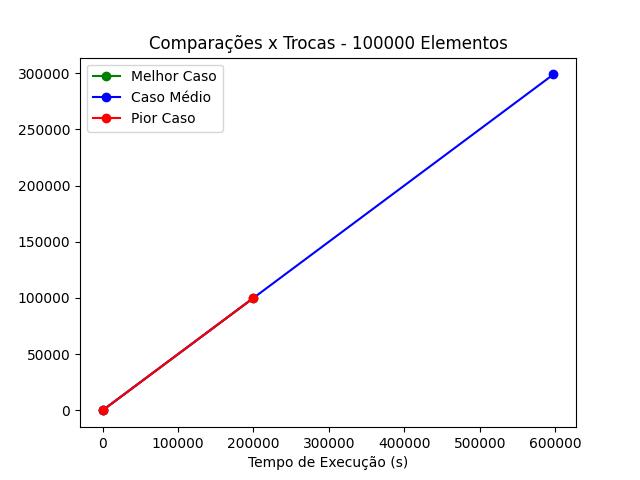 Comparações x Trocas - 100000 Elementos
Melhor Caso
Caso Médio
Pior Caso
300000
250000
200000
150000
100000
50000
0
0 100000 200000 300000 400000 500000 600000
Tempo de Execução (s)